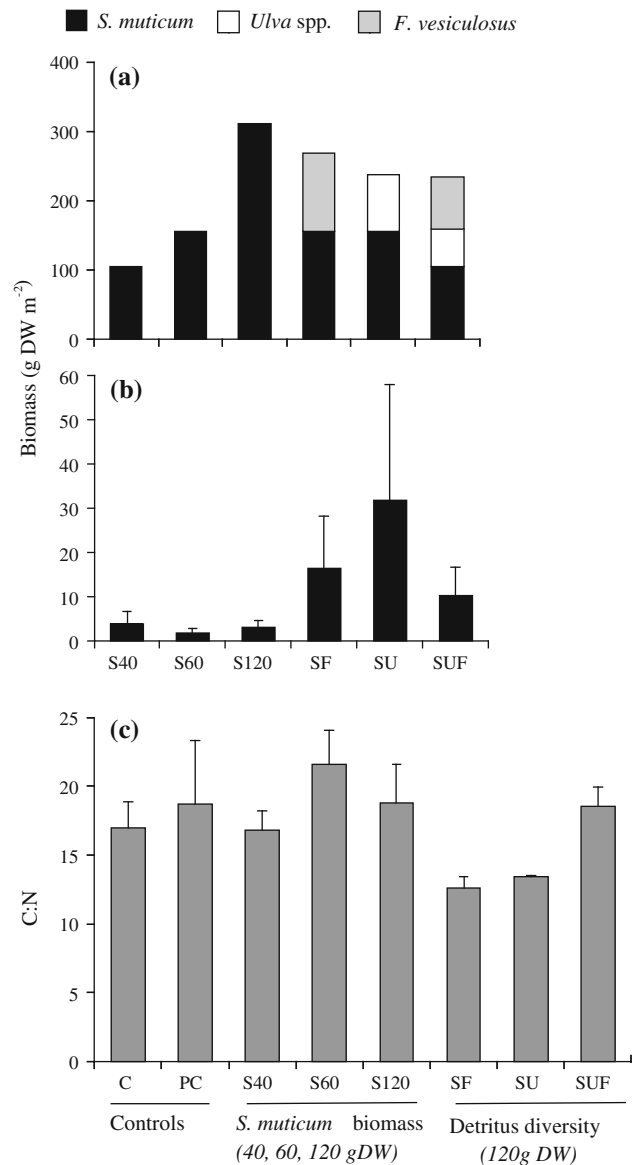 S. muticum Ulva spp. F. vesiculosus
(a)
400
300
200
100
0
Biomass (g DW m-2)
(b)
60
50
40
30
20
10
0
S40 S60 S120 SF SU SUF
(c)
25
20
15
10
5
0
C:N
C PC S40 S60 S120 SF SU SUF
Controls S. muticum biomass Detritus diversity
(40, 60, 120 gDW) (120g DW)